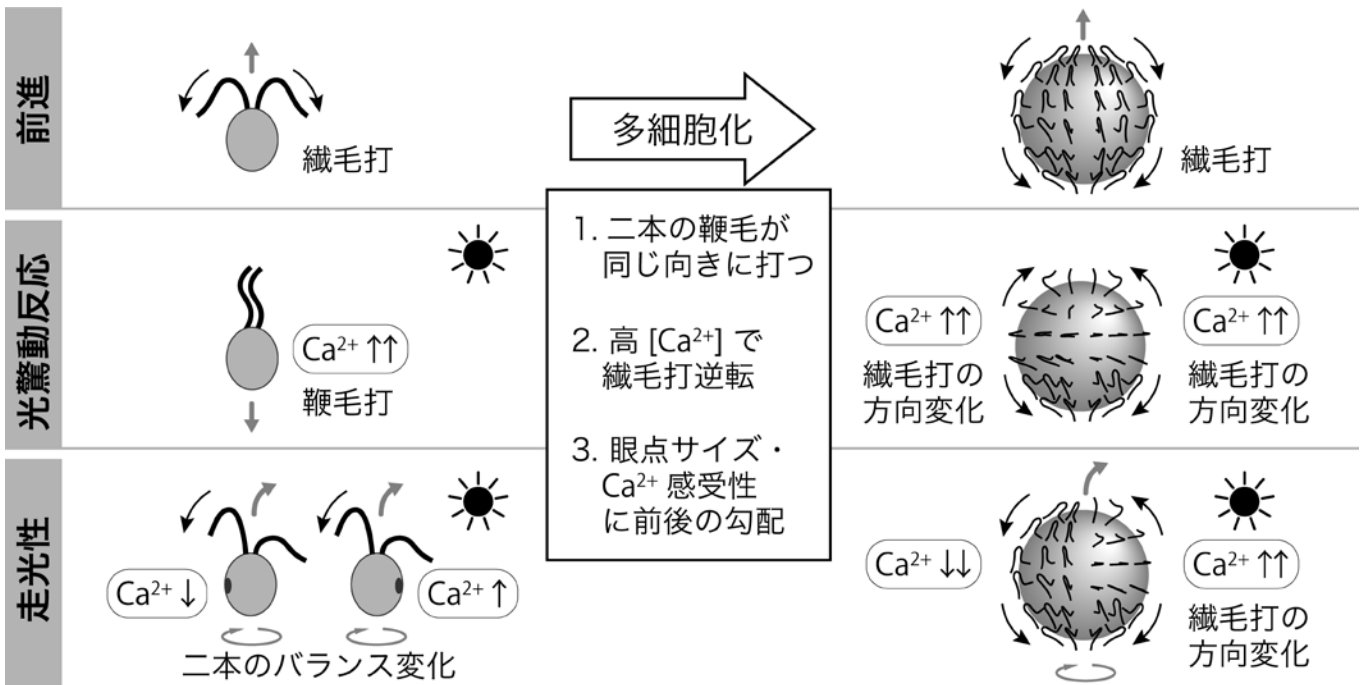 前進
繊毛打
多細胞化
繊毛打
光驚動反応
Ca²⁺ ↑↑
鞭毛打
1. 二本の鞭毛が
同じ向きに打つ
2. 高 [Ca²⁺] で
繊毛打逆転
3. 眼点サイズ・
Ca²⁺ 感受性
に前後の勾配
Ca²⁺ ↑↑
繊毛打の
方向変化
Ca²⁺ ↑↑
繊毛打の
方向変化
走光性
Ca²⁺ ↓
Ca²⁺ ↑
二本のバランス変化
Ca²⁺ ↓↓
Ca²⁺ ↑↑
繊毛打の
方向変化